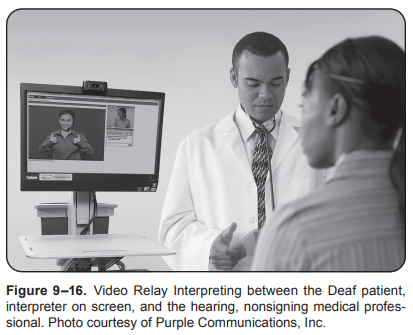 Figure 9–16. Video Relay Interpreting between the Deaf patient,
interpreter on screen, and the hearing, nonsigning medical profes-
sional. Photo courtesy of Purple Communications, Inc.